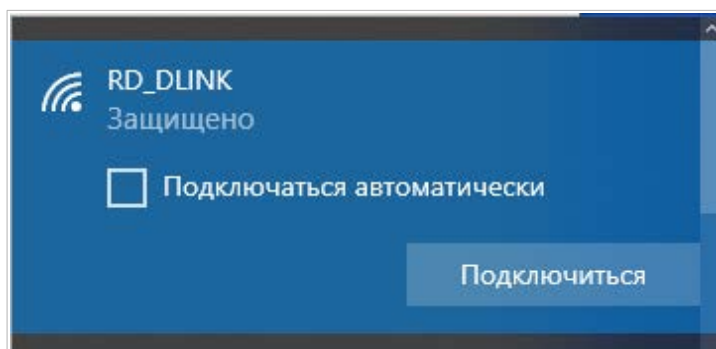 RD_DLINK
Защищено
Подключаться автоматически
Подключиться